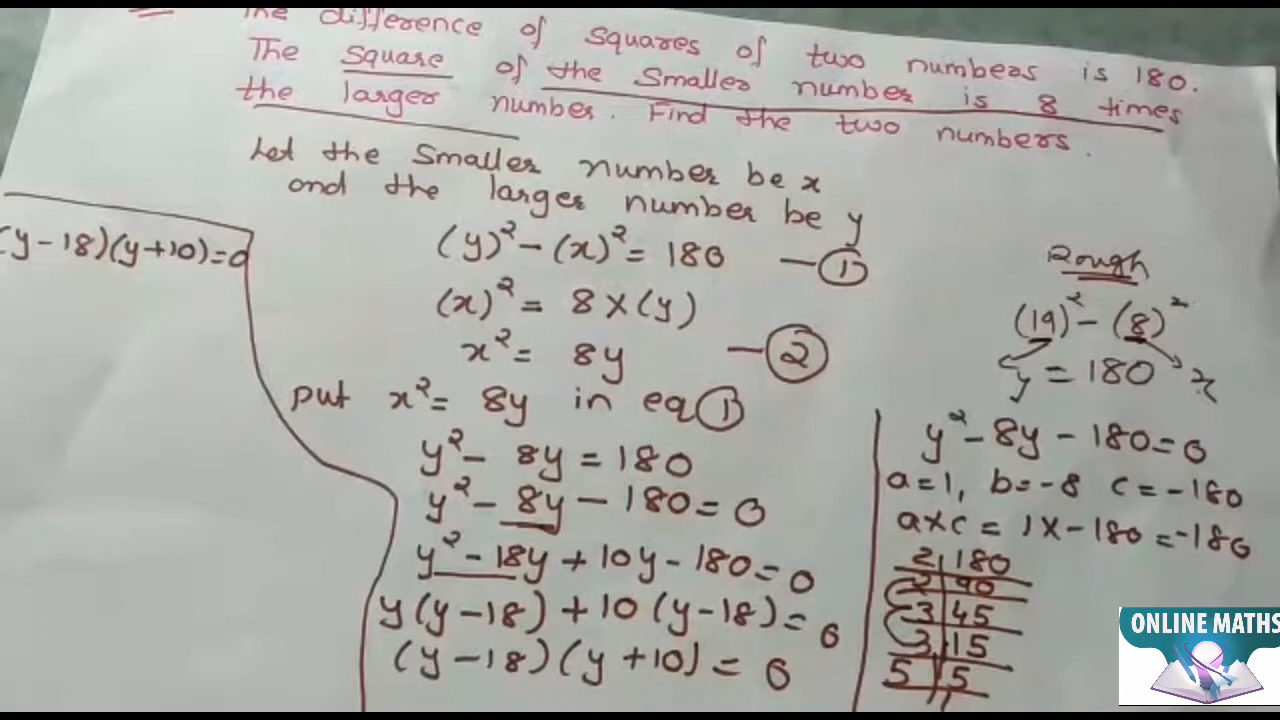 The difference of squares of two numbers is 180.
The square of the smaller number is 8 times
the larger number. Find the two numbers.
Let the smaller number be x
and the larger number be y
(y)² - (x)² = 180 — ①
(x)² = 8 × (y)
x² = 8y — ②
put x² = 8y in eq ①
y² - 8y = 180
y² - 8y - 180 = 0
y² - 18y + 10y - 180 = 0
y(y-18) + 10(y-18) = 0
(y-18)(y+10) = 0
(y-18)(y+10)=0
Rough
(19)² - (8)²
y = 180 x
y² - 8y - 180 = 0
a=1, b=-8 c=-180
a×c = 1×-180 = -180
2|180
2|90
3|45
3|15
5|5
1
ONLINE MATHS